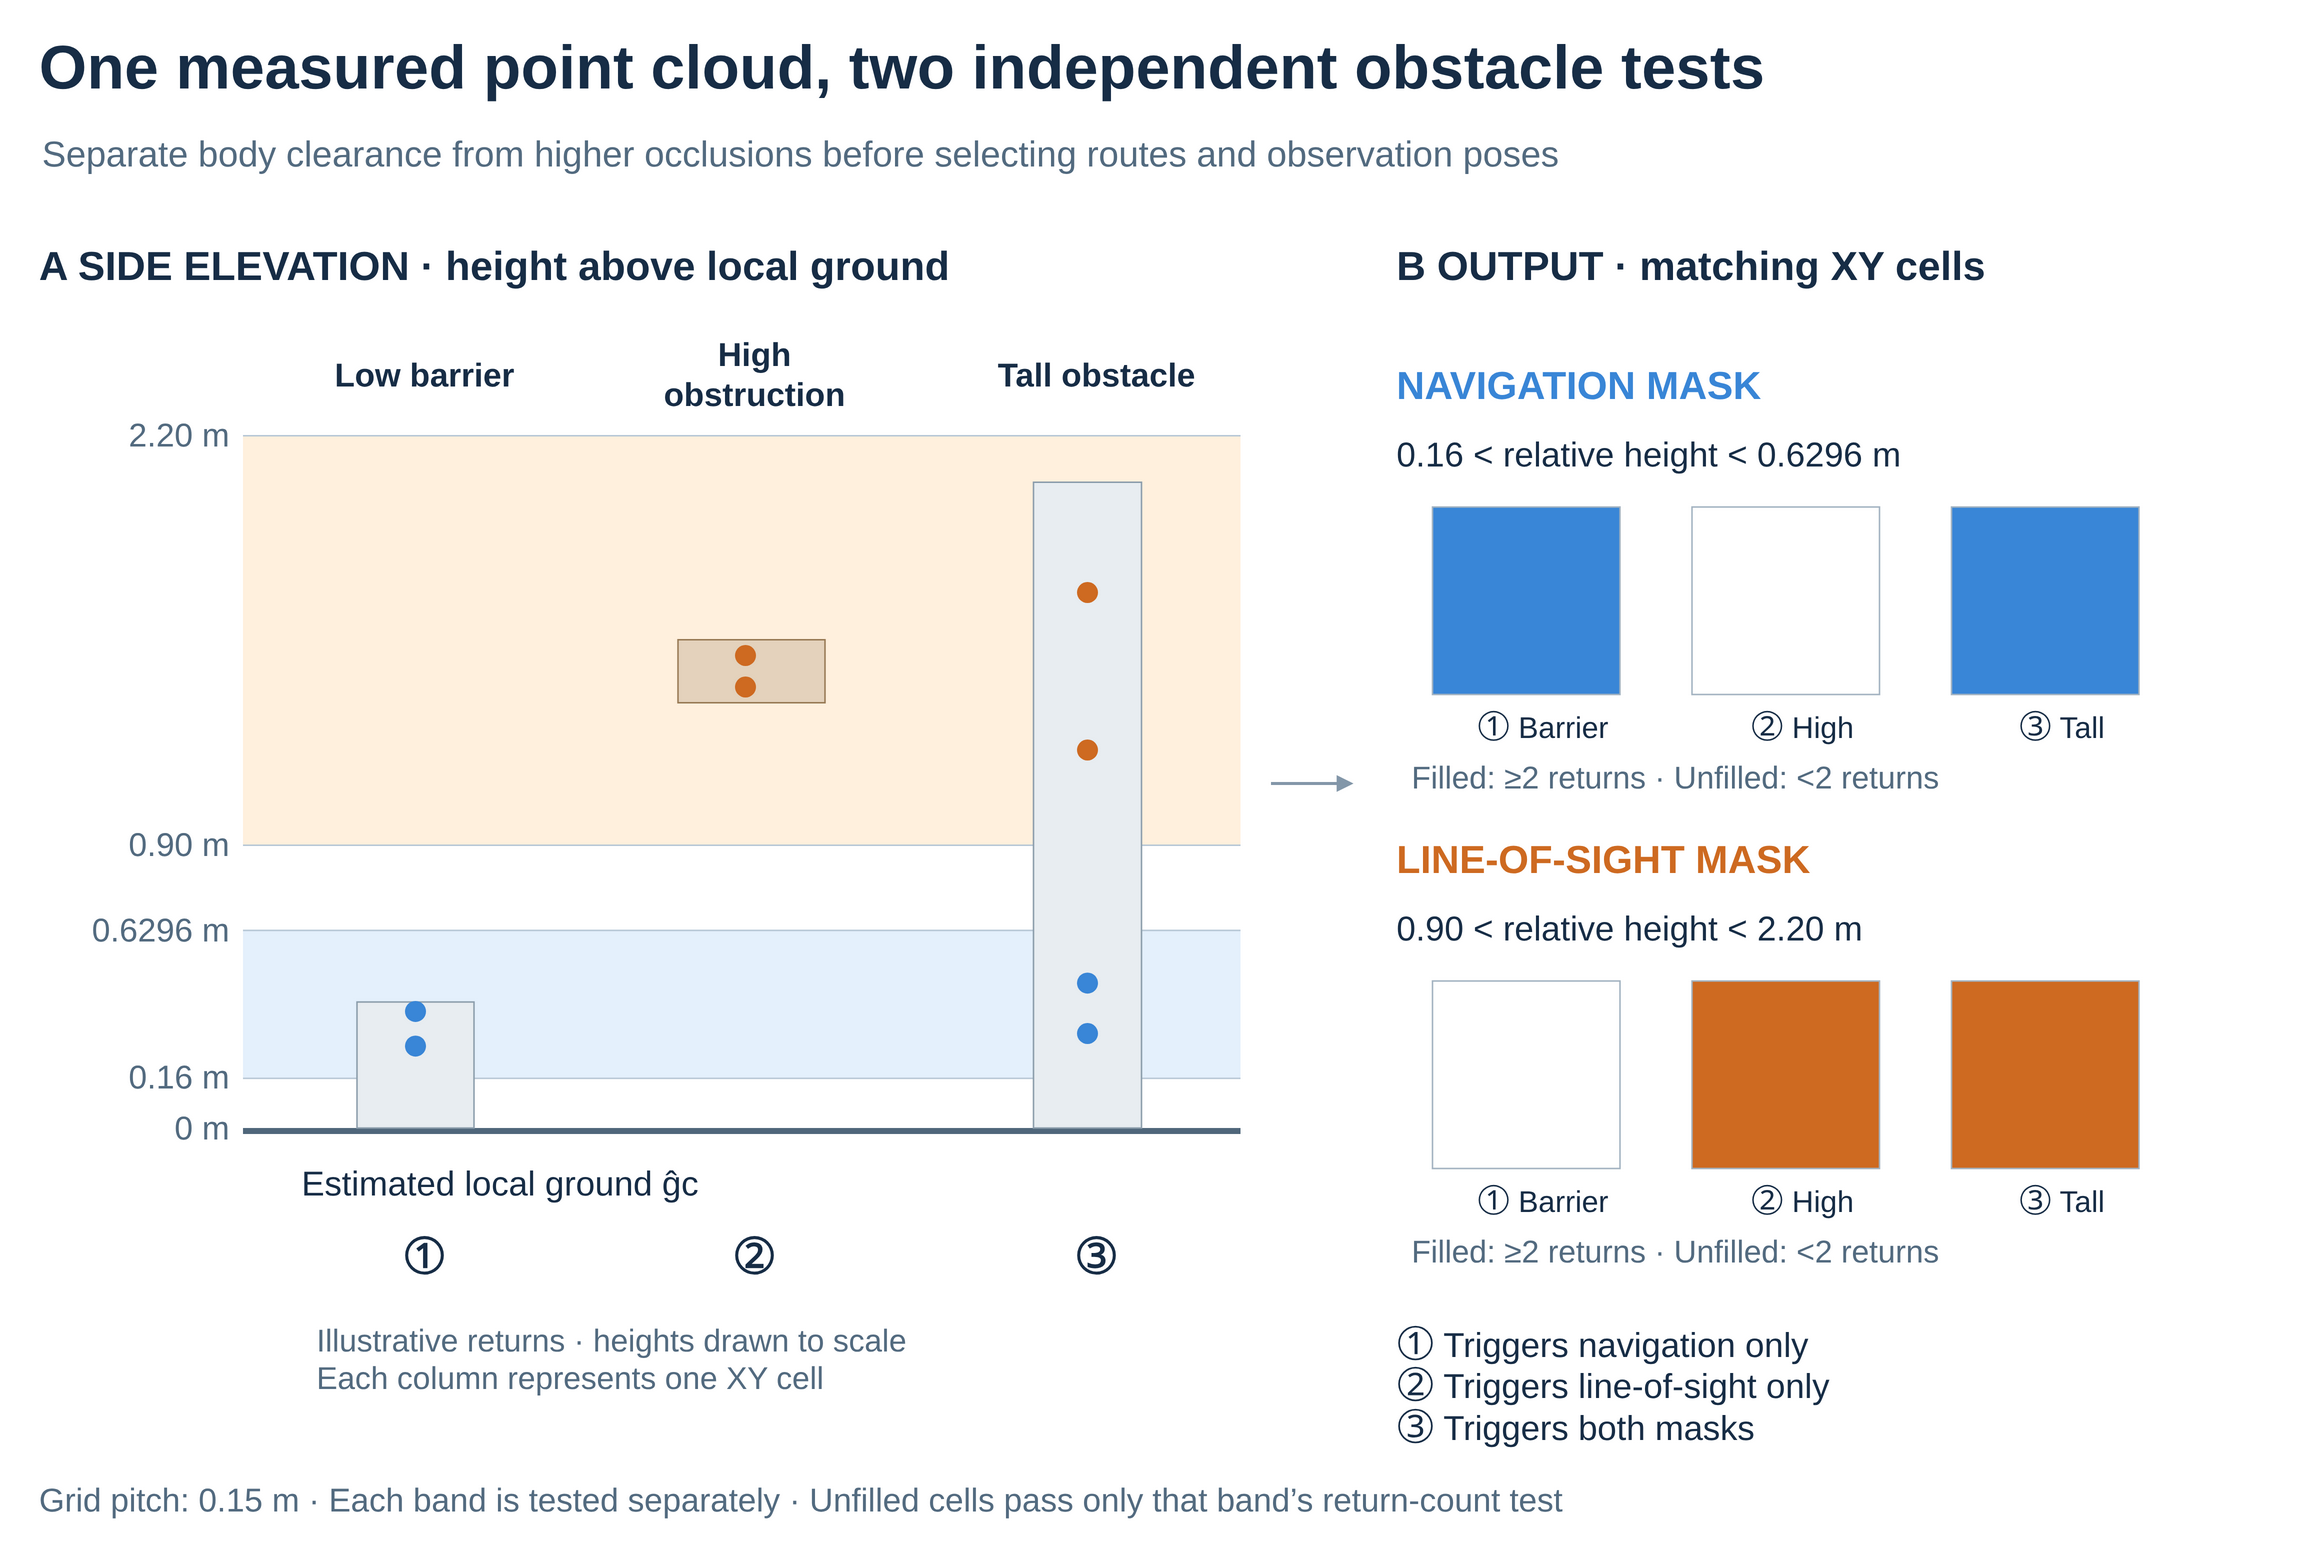 One measured point cloud, two independent obstacle tests
Separate body clearance from higher occlusions before selecting routes and observation poses
A SIDE ELEVATION · height above local ground
Low barrier
High
obstruction
Tall obstacle
2.20 m
0.90 m
0.6296 m
0.16 m
0 m
Estimated local ground ĝc
①
②
③
Illustrative returns · heights drawn to scale
Each column represents one XY cell
B OUTPUT · matching XY cells
NAVIGATION MASK
0.16 < relative height < 0.6296 m
① Barrier
② High
③ Tall
Filled: ≥2 returns · Unfilled: <2 returns
LINE-OF-SIGHT MASK
0.90 < relative height < 2.20 m
① Barrier
② High
③ Tall
Filled: ≥2 returns · Unfilled: <2 returns
① Triggers navigation only
② Triggers line-of-sight only
③ Triggers both masks
Grid pitch: 0.15 m · Each band is tested separately · Unfilled cells pass only that band’s return-count test